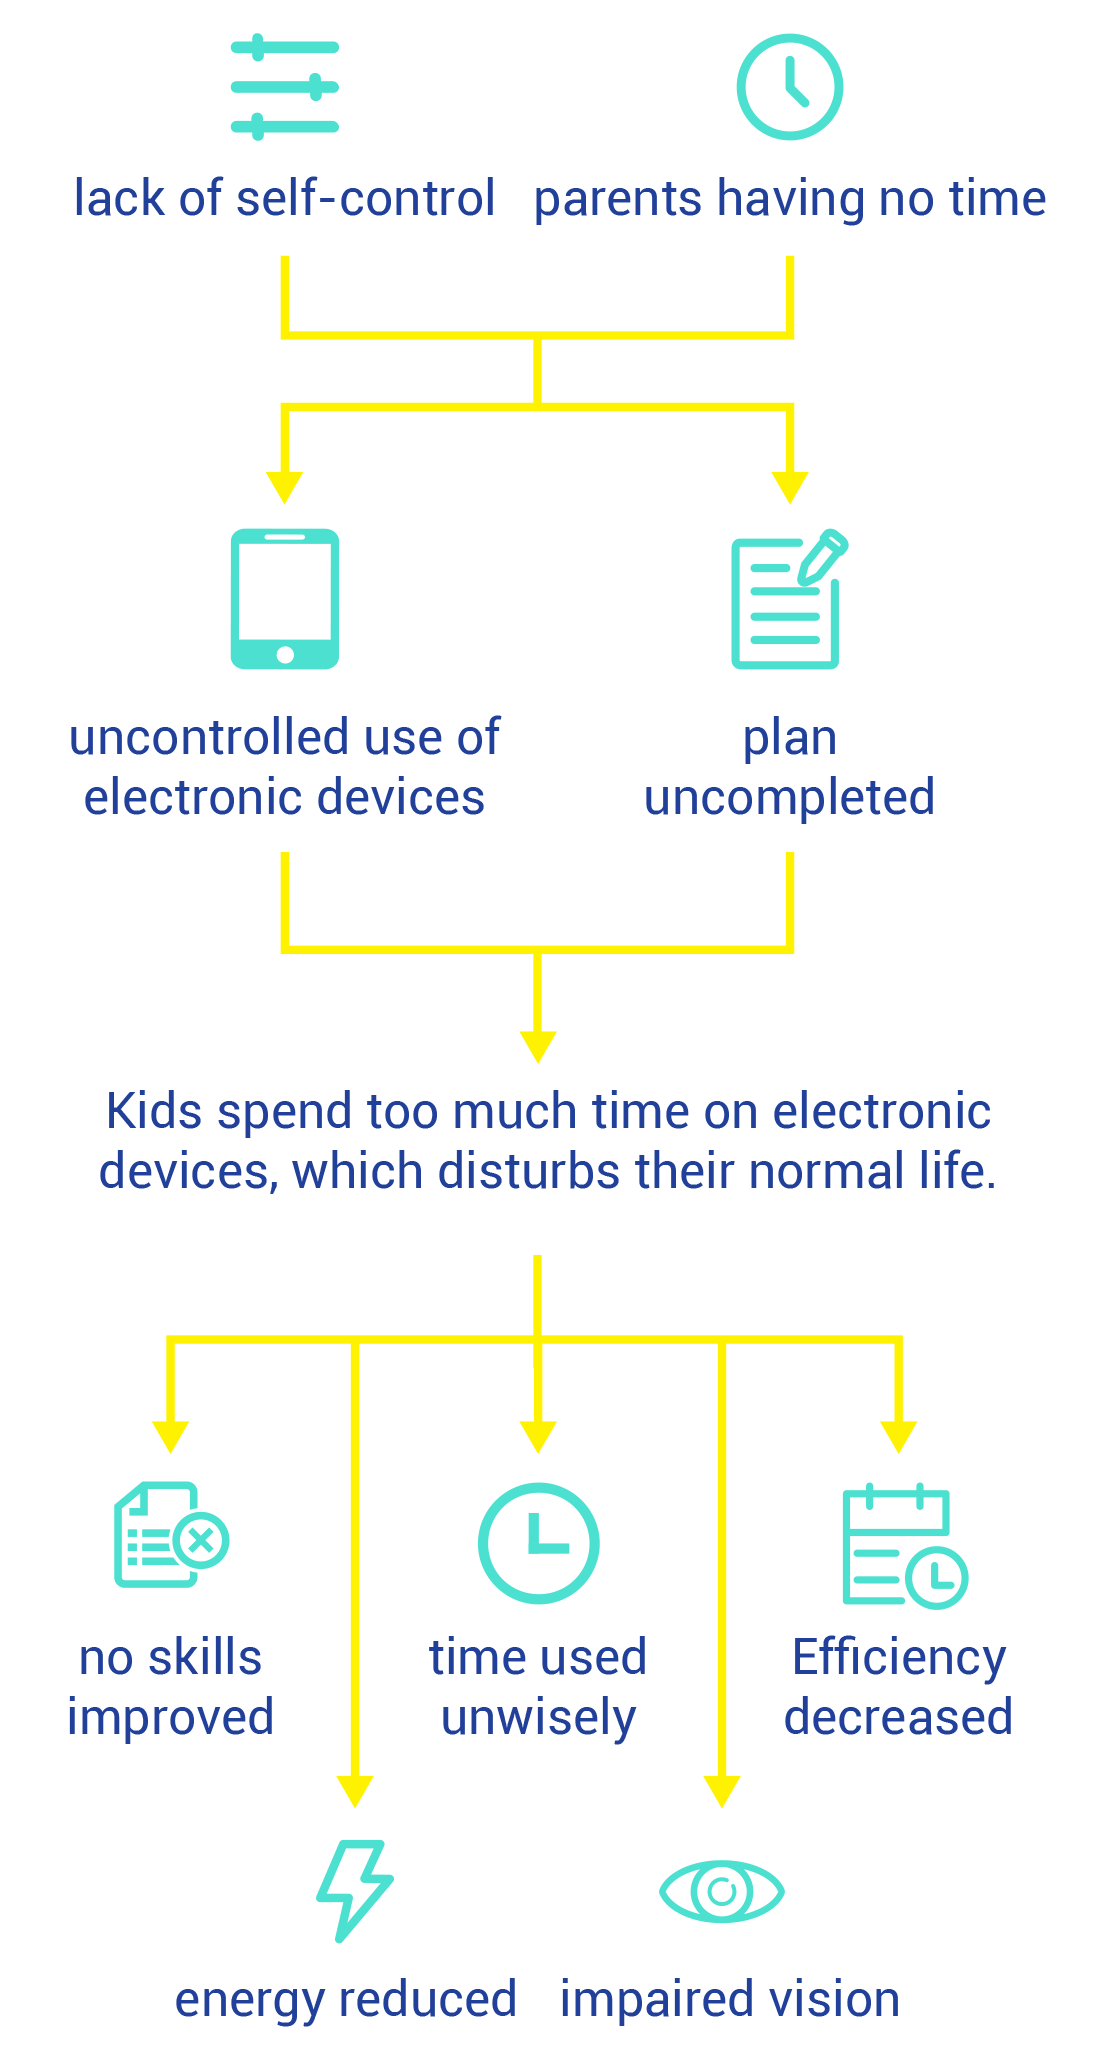 lack of self-control
parents having no time
uncontrolled use of
electronic devices
plan
uncompleted
Kids spend too much time on electronic
devices, which disturbs their normal life.
no skills
improved
time used
unwisely
Efficiency
decreased
energy reduced
impaired vision